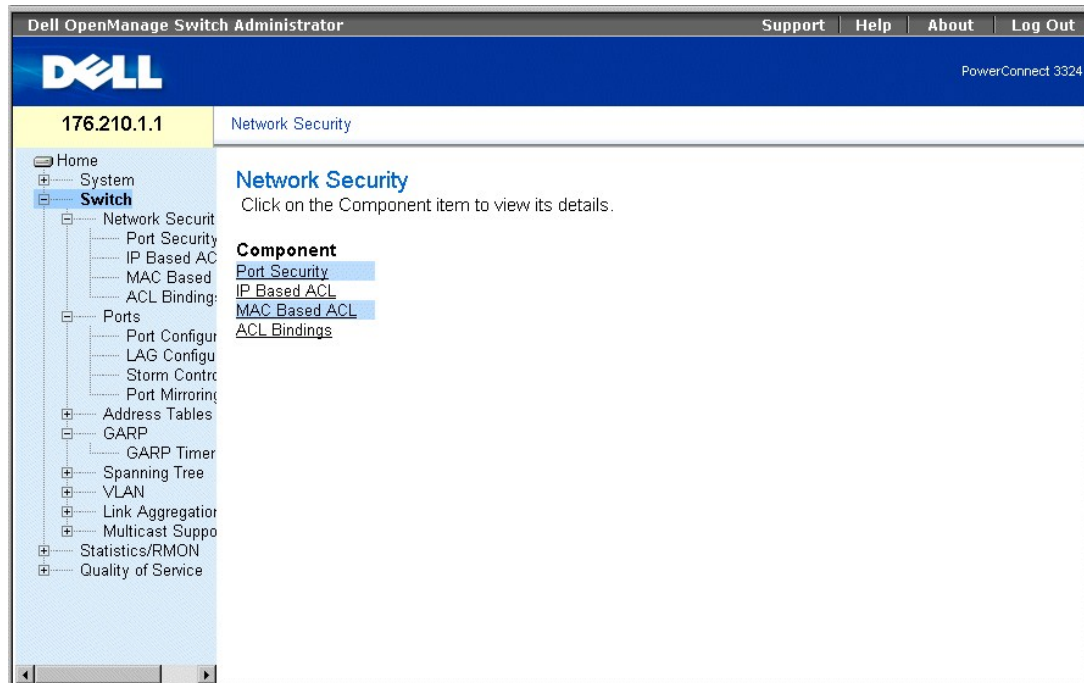 Dell OpenManage Switch Administrator
Support | Help | About | Log Out
DELL
PowerConnect 3324
176.210.1.1
Network Security
Home
System
Switch
Network Securit
Port Security
IP Based AC
MAC Based
ACL Binding
Ports
Port Configur
LAG Configu
Storm Contro
Port Mirroring
Address Tables
GARP
GARP Timer
Spanning Tree
VLAN
Link Aggregation
Multicast Suppo
Statistics/RMON
Quality of Service
Network Security
Click on the Component item to view its details.
Component
Port Security
IP Based ACL
MAC Based ACL
ACL Bindings